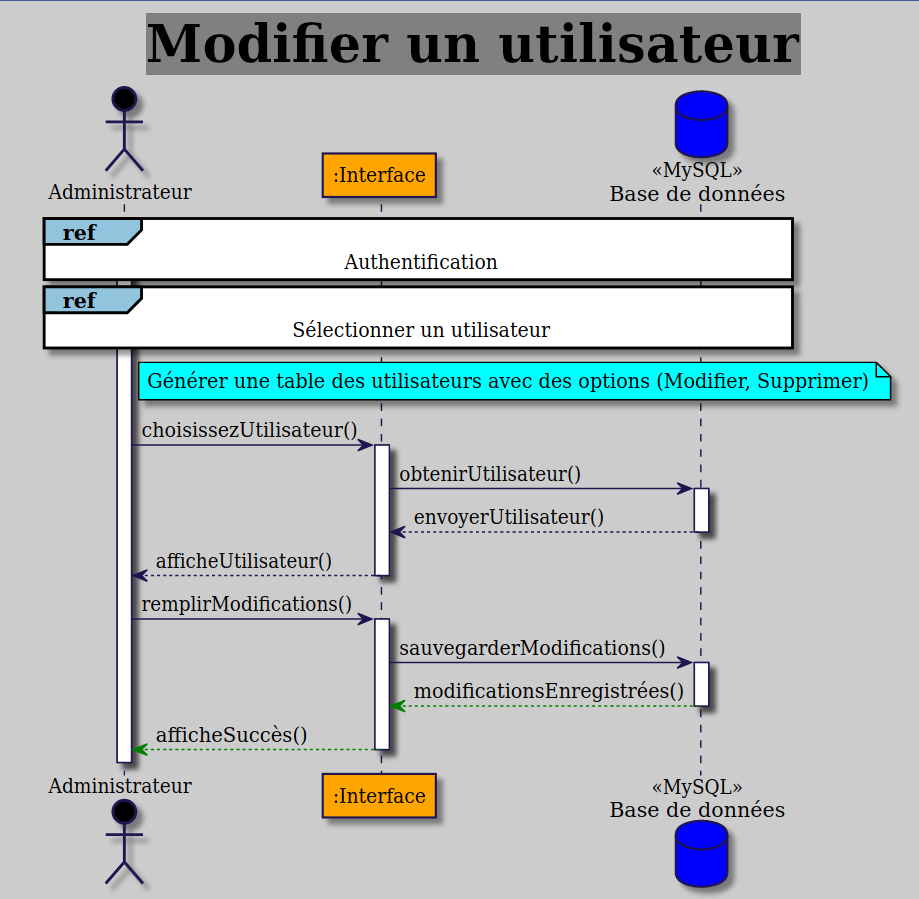 Modifier un utilisateur
Administrateur
:Interface
«MySQL»
Base de données
ref
Authentification
ref
Sélectionner un utilisateur
Générer une table des utilisateurs avec des options (Modifier, Supprimer)
choisissezUtilisateur()
obtenirUtilisateur()
envoyerUtilisateur()
afficheUtilisateur()
remplirModifications()
sauvegarderModifications()
modificationsEnregistrées()
afficheSuccès()
Administrateur
:Interface
«MySQL»
Base de données